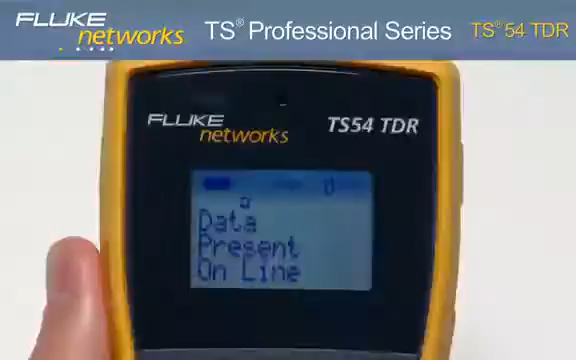 FLUKE networks
TS® Professional Series
TS® 54 TDR
FLUKE networks
TS54 TDR
Data
Present
On Line